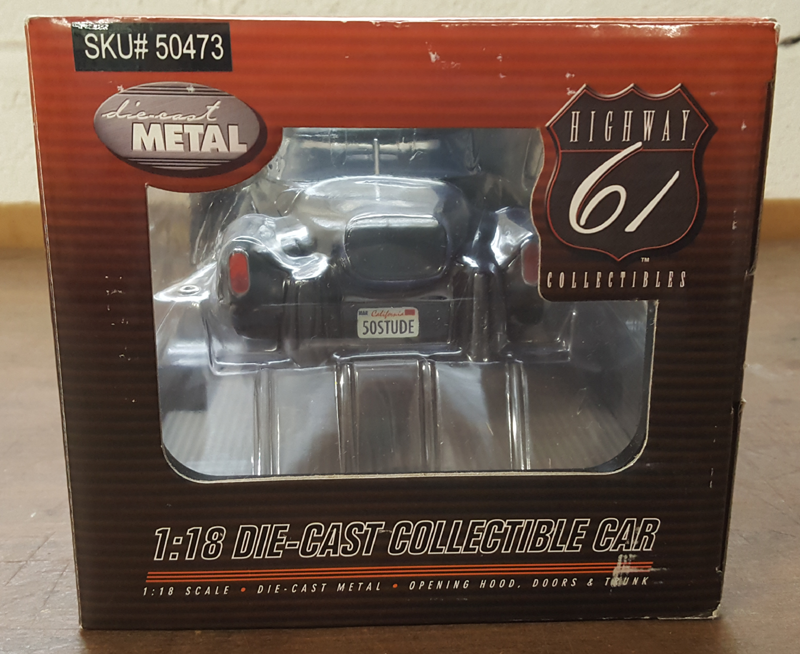 SKU# 50473
die-cast
METAL
HIGHWAY
61
™
COLLECTIBLES
California
50STUDE
1:18 DIE-CAST COLLECTIBLE CAR
1:18 SCALE • DIE-CAST METAL • OPENING HOOD, DOORS & TRUNK